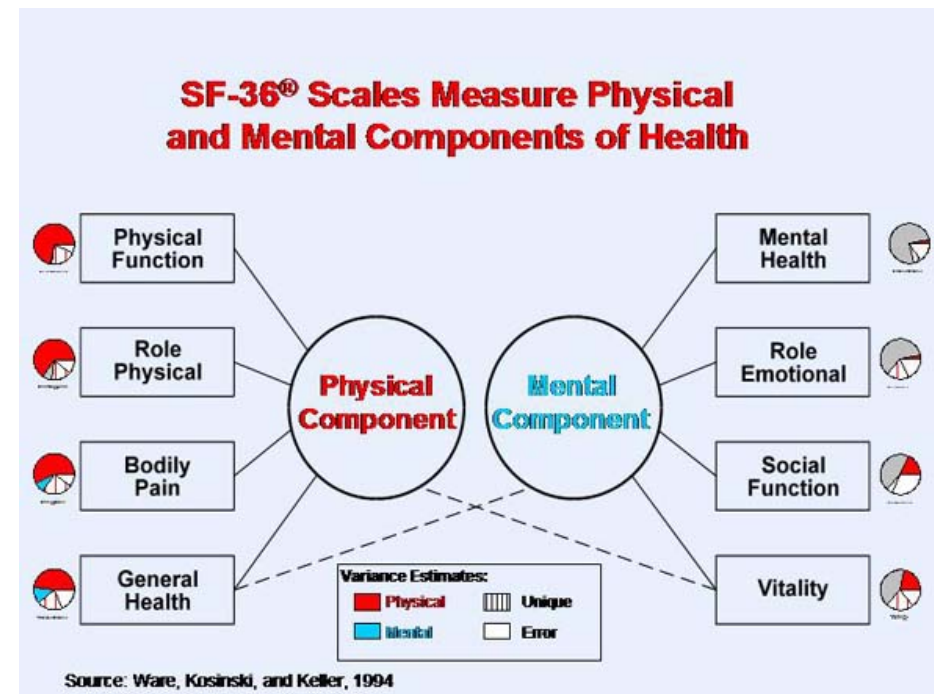 SF-36® Scales Measure Physical
and Mental Components of Health
Physical
Function
Role
Physical
Bodily
Pain
General
Health
Physical
Component
Mental
Component
Mental
Health
Role
Emotional
Social
Function
Vitality
Variance Estimates:
Physical
Unique
Mental
Error
Source: Ware, Kosinski, and Keller, 1994